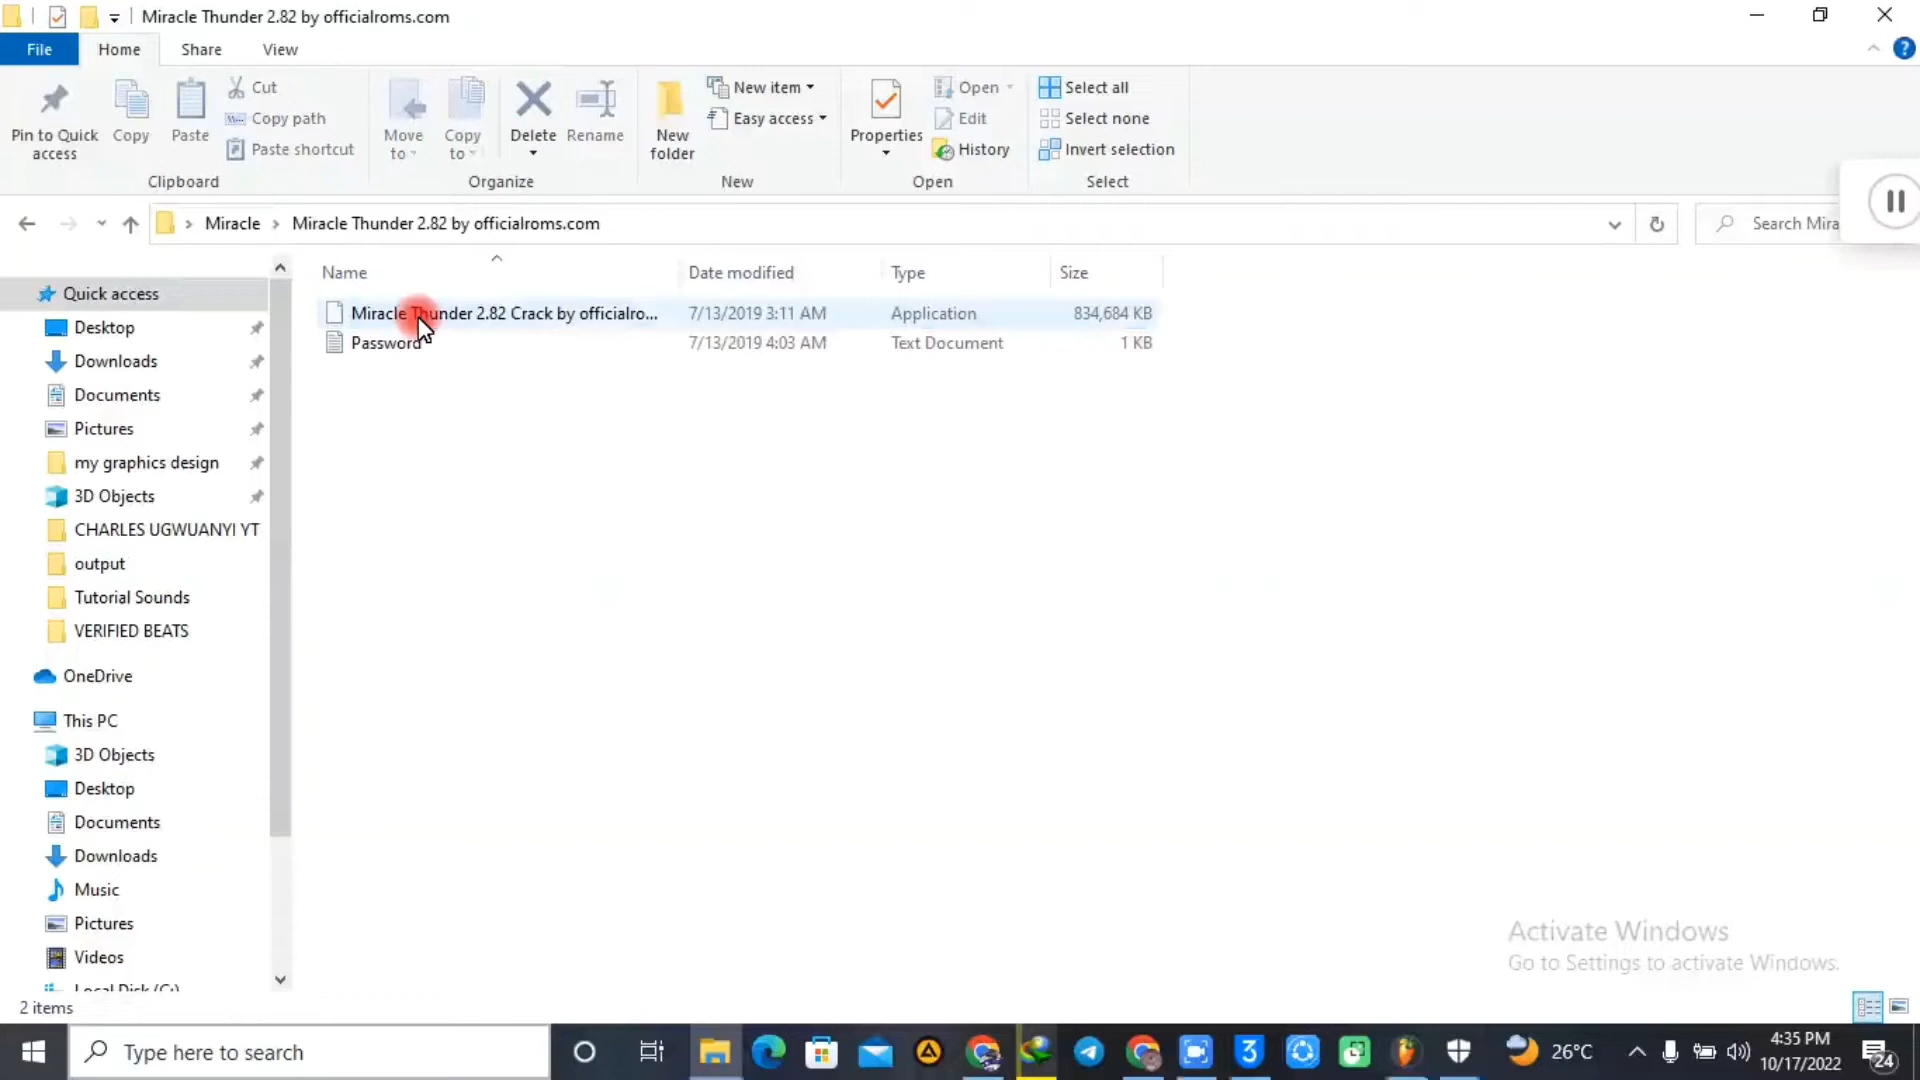 Miracle Thunder 2.82 by officialroms.com
File Home Share View
Pin to Quick access
Copy
Paste
Cut
Copy path
Paste shortcut
Clipboard
Move to
Copy to
Delete
Rename
Organize
New folder
New item
Easy access
New
Properties
Open
Edit
History
Open
Select all
Select none
Invert selection
Select
Miracle > Miracle Thunder 2.82 by officialroms.com
Search Mira
Name Date modified Type Size
Miracle Thunder 2.82 Crack by officialro... 7/13/2019 3:11 AM Application 834,684 KB
Password 7/13/2019 4:03 AM Text Document 1 KB
Quick access
Desktop
Downloads
Documents
Pictures
my graphics design
3D Objects
CHARLES UGWUANYI YT
output
Tutorial Sounds
VERIFIED BEATS
OneDrive
This PC
3D Objects
Desktop
Documents
Downloads
Music
Pictures
Videos
Local Disk (C:)
2 items
Activate Windows
Go to Settings to activate Windows.
Type here to search
3
26°C
4:35 PM
10/17/2022
24